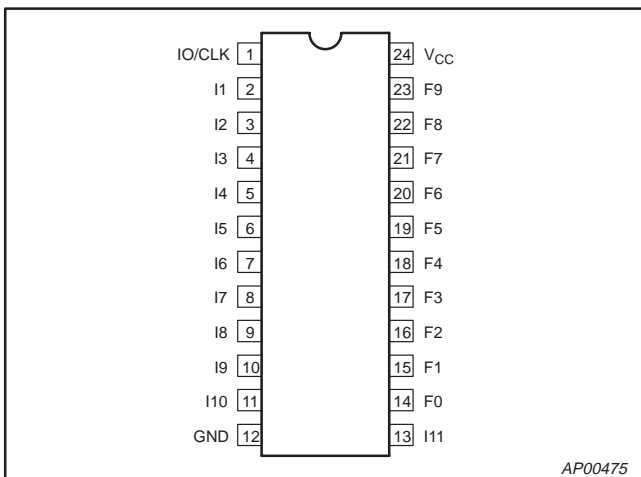 IO/CLK 1 24 VCC
I1 2 23 F9
I2 3 22 F8
I3 4 21 F7
I4 5 20 F6
I5 6 19 F5
I6 7 18 F4
I7 8 17 F3
I8 9 16 F2
I9 10 15 F1
I10 11 14 F0
GND 12 13 I11
AP00475